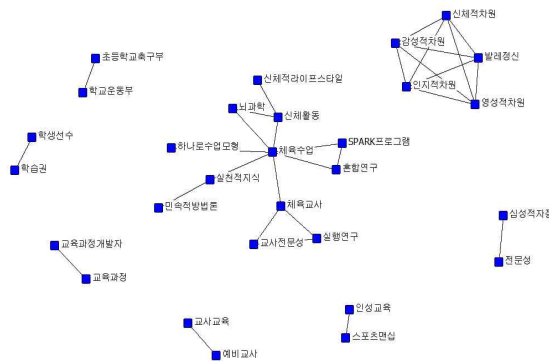 신체적차원
감성적차원
초등학교축구부
발레정신
신체적라이프스타일
인지적차원
학교운동부
영성적차원
뇌과학
신체활동
학생선수
SPARK프로그램
하나로수업모형
체육수업
학습권
혼합연구
실천적지식
민속적방법론
체육교사
심성적자질
실행연구
교육과정개발자
교사전문성
전문성
교육과정
인성교육
교사교육
스포츠맨십
예비교사